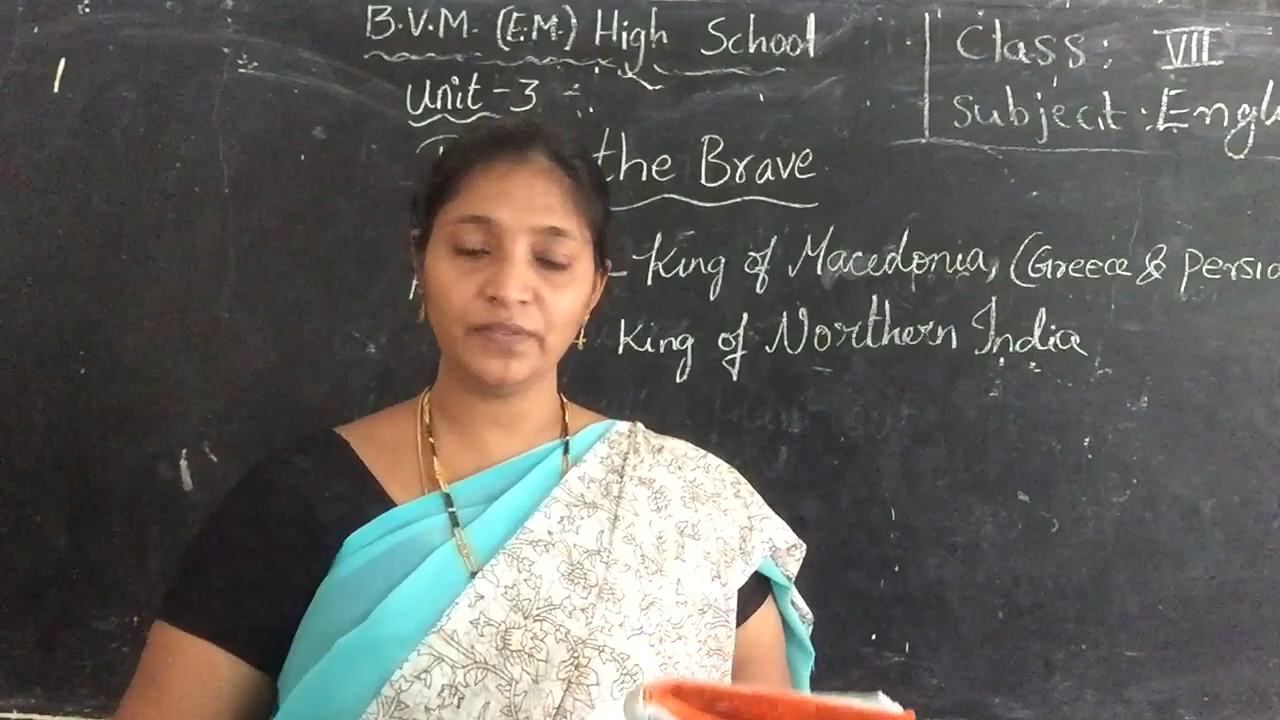 B.V.M. (E.M.) High School
Unit-3 :
the Brave
- King of Macedonia, (Greece & Persia
King of Northern India
Class: VII
Subject: Engl